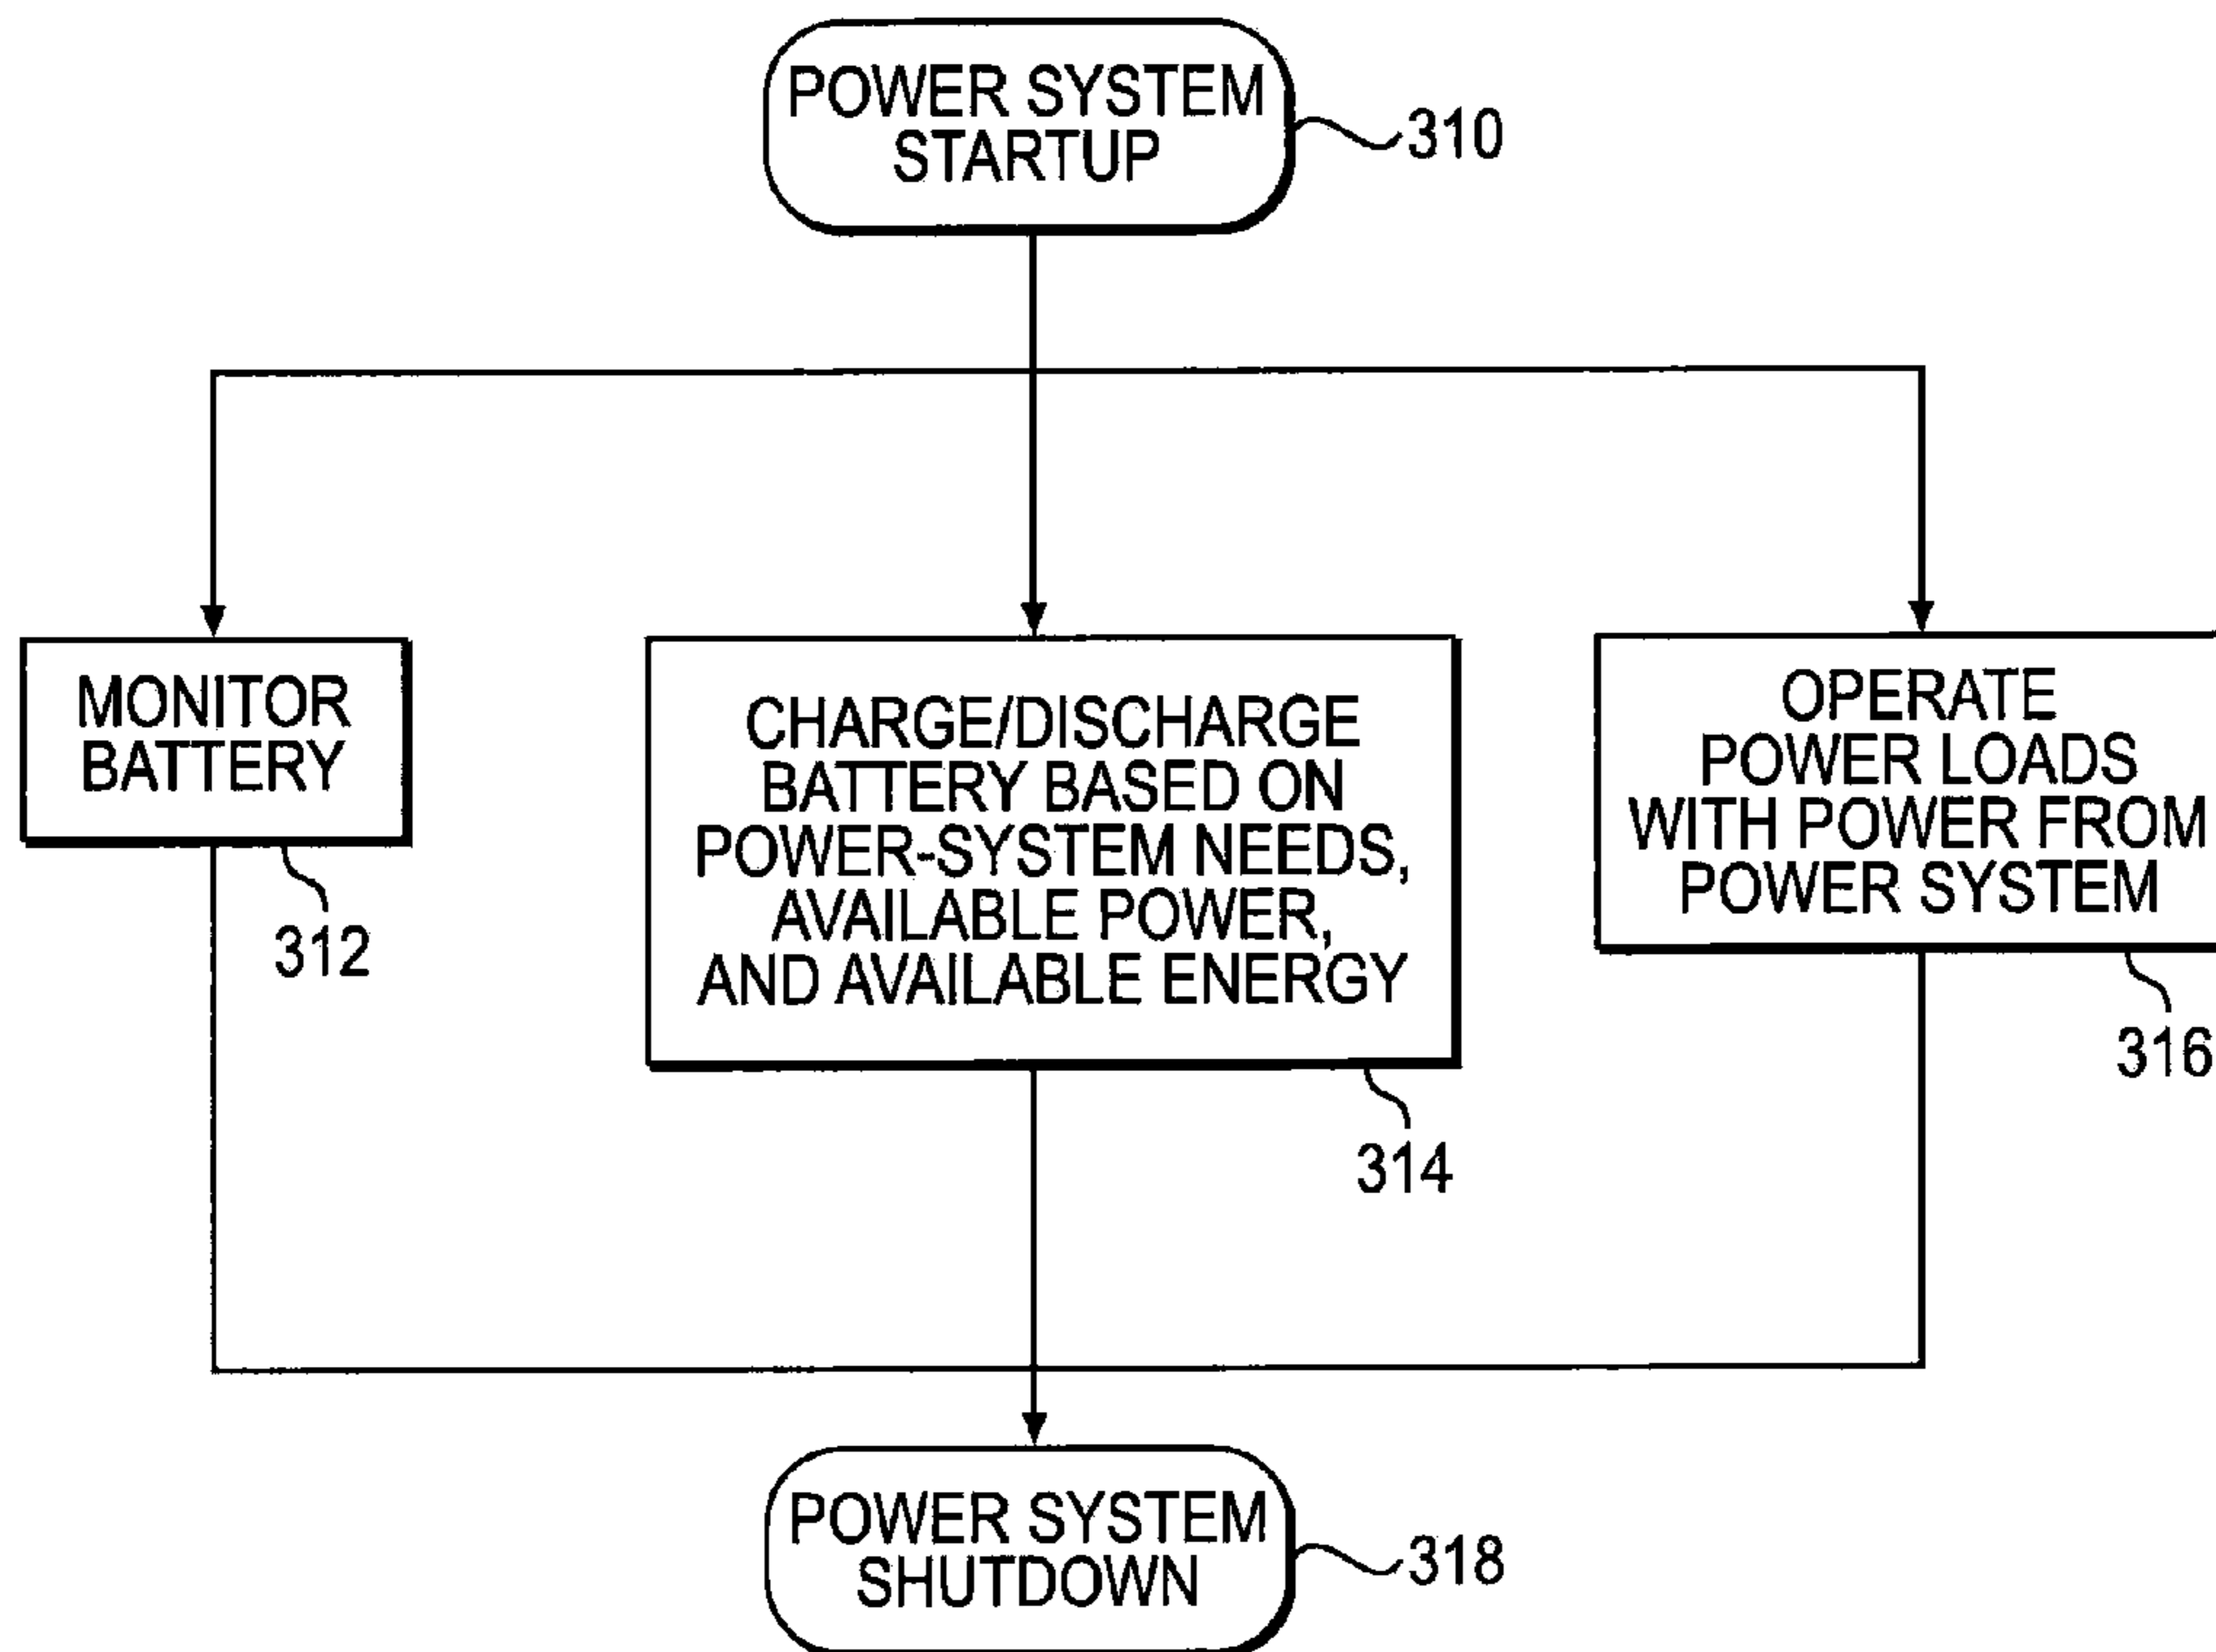 POWER SYSTEM
STARTUP
310
MONITOR
BATTERY
312
CHARGE/DISCHARGE
BATTERY BASED ON
POWER-SYSTEM NEEDS,
AVAILABLE POWER,
AND AVAILABLE ENERGY
314
OPERATE
POWER LOADS
WITH POWER FROM
POWER SYSTEM
316
POWER SYSTEM
SHUTDOWN
318